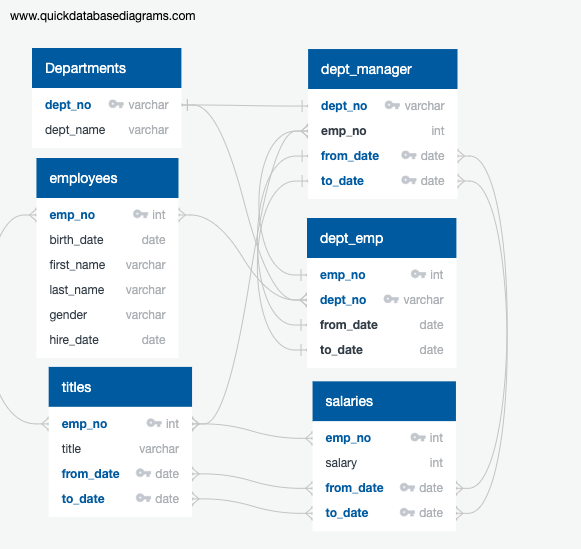 www.quickdatabasediagrams.com
Departments
dept_no varchar
dept_name varchar
employees
emp_no int
birth_date date
first_name varchar
last_name varchar
gender varchar
hire_date date
titles
emp_no int
title varchar
from_date date
to_date date
dept_manager
dept_no varchar
emp_no int
from_date date
to_date date
dept_emp
emp_no int
dept_no varchar
from_date date
to_date date
salaries
emp_no int
salary int
from_date date
to_date date